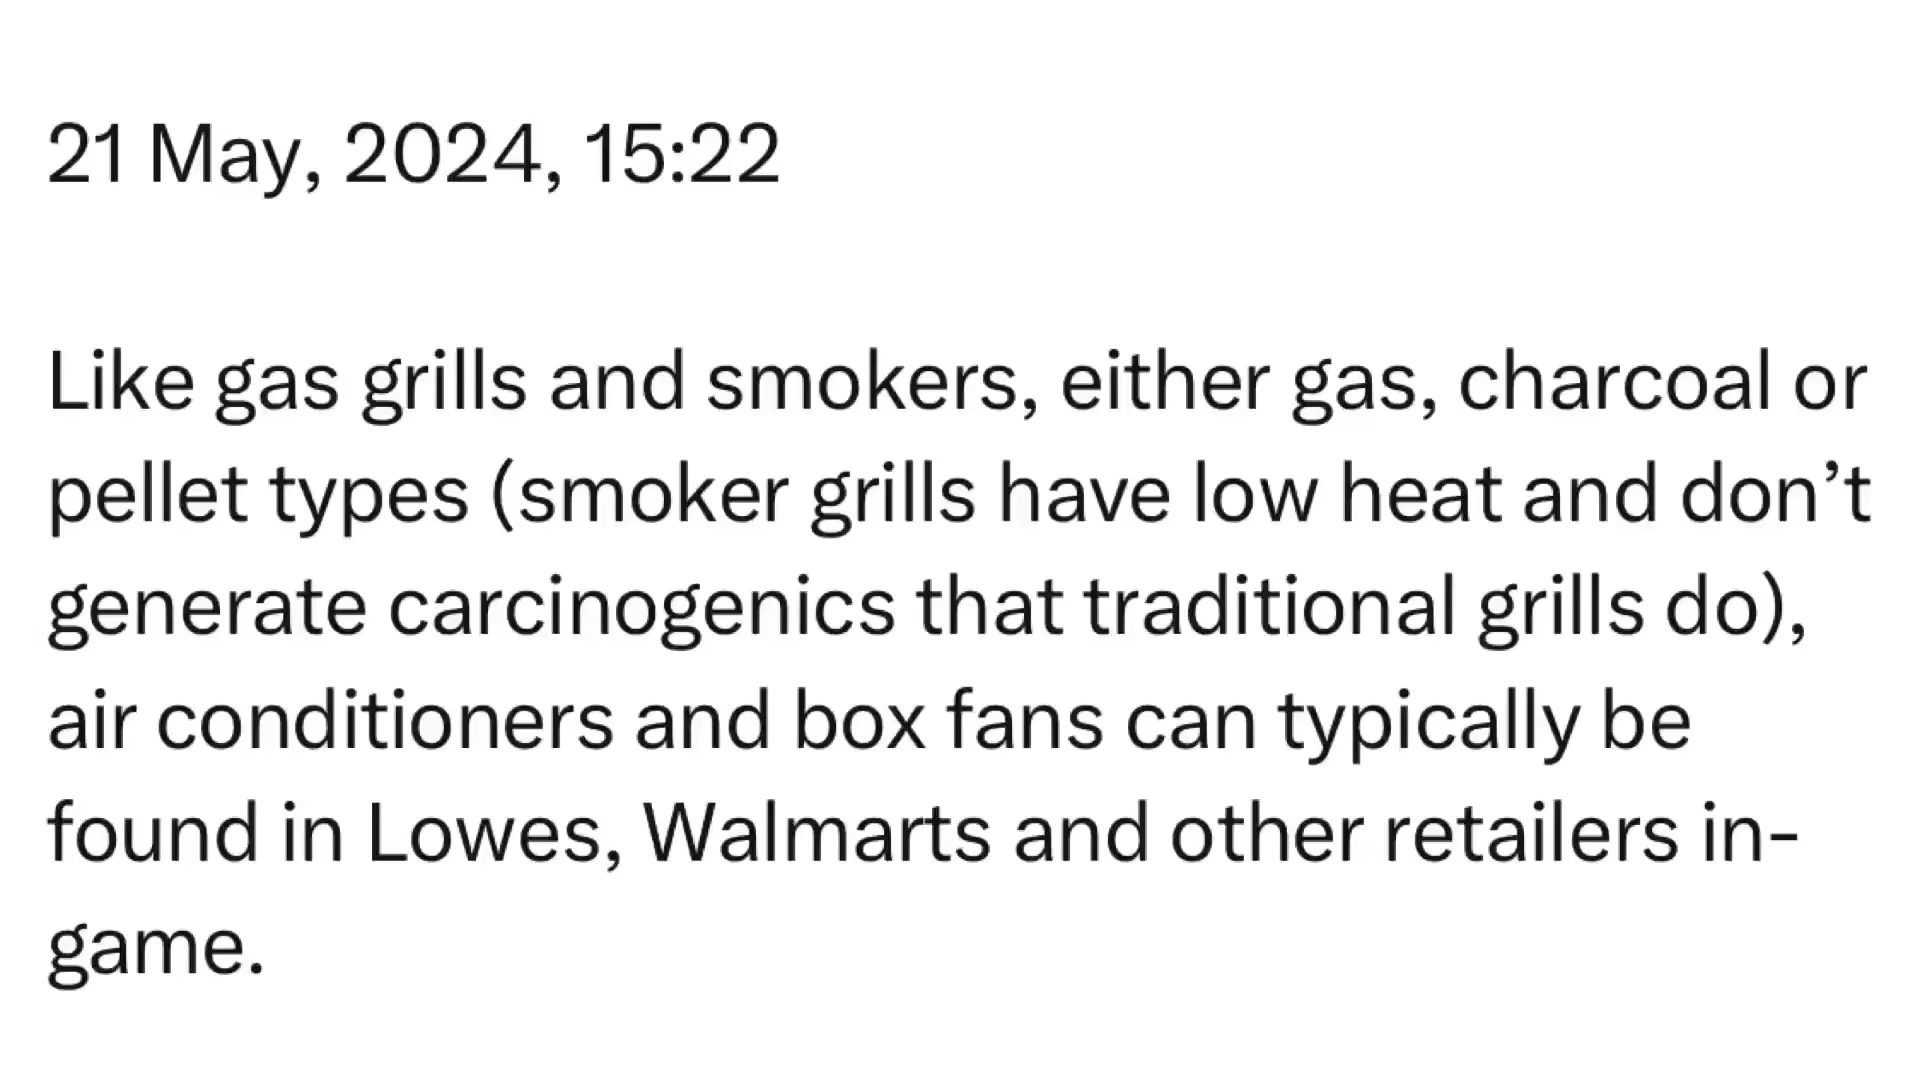 21 May, 2024, 15:22
Like gas grills and smokers, either gas, charcoal or
pellet types (smoker grills have low heat and don’t
generate carcinogenics that traditional grills do),
air conditioners and box fans can typically be
found in Lowes, Walmarts and other retailers in-
game.